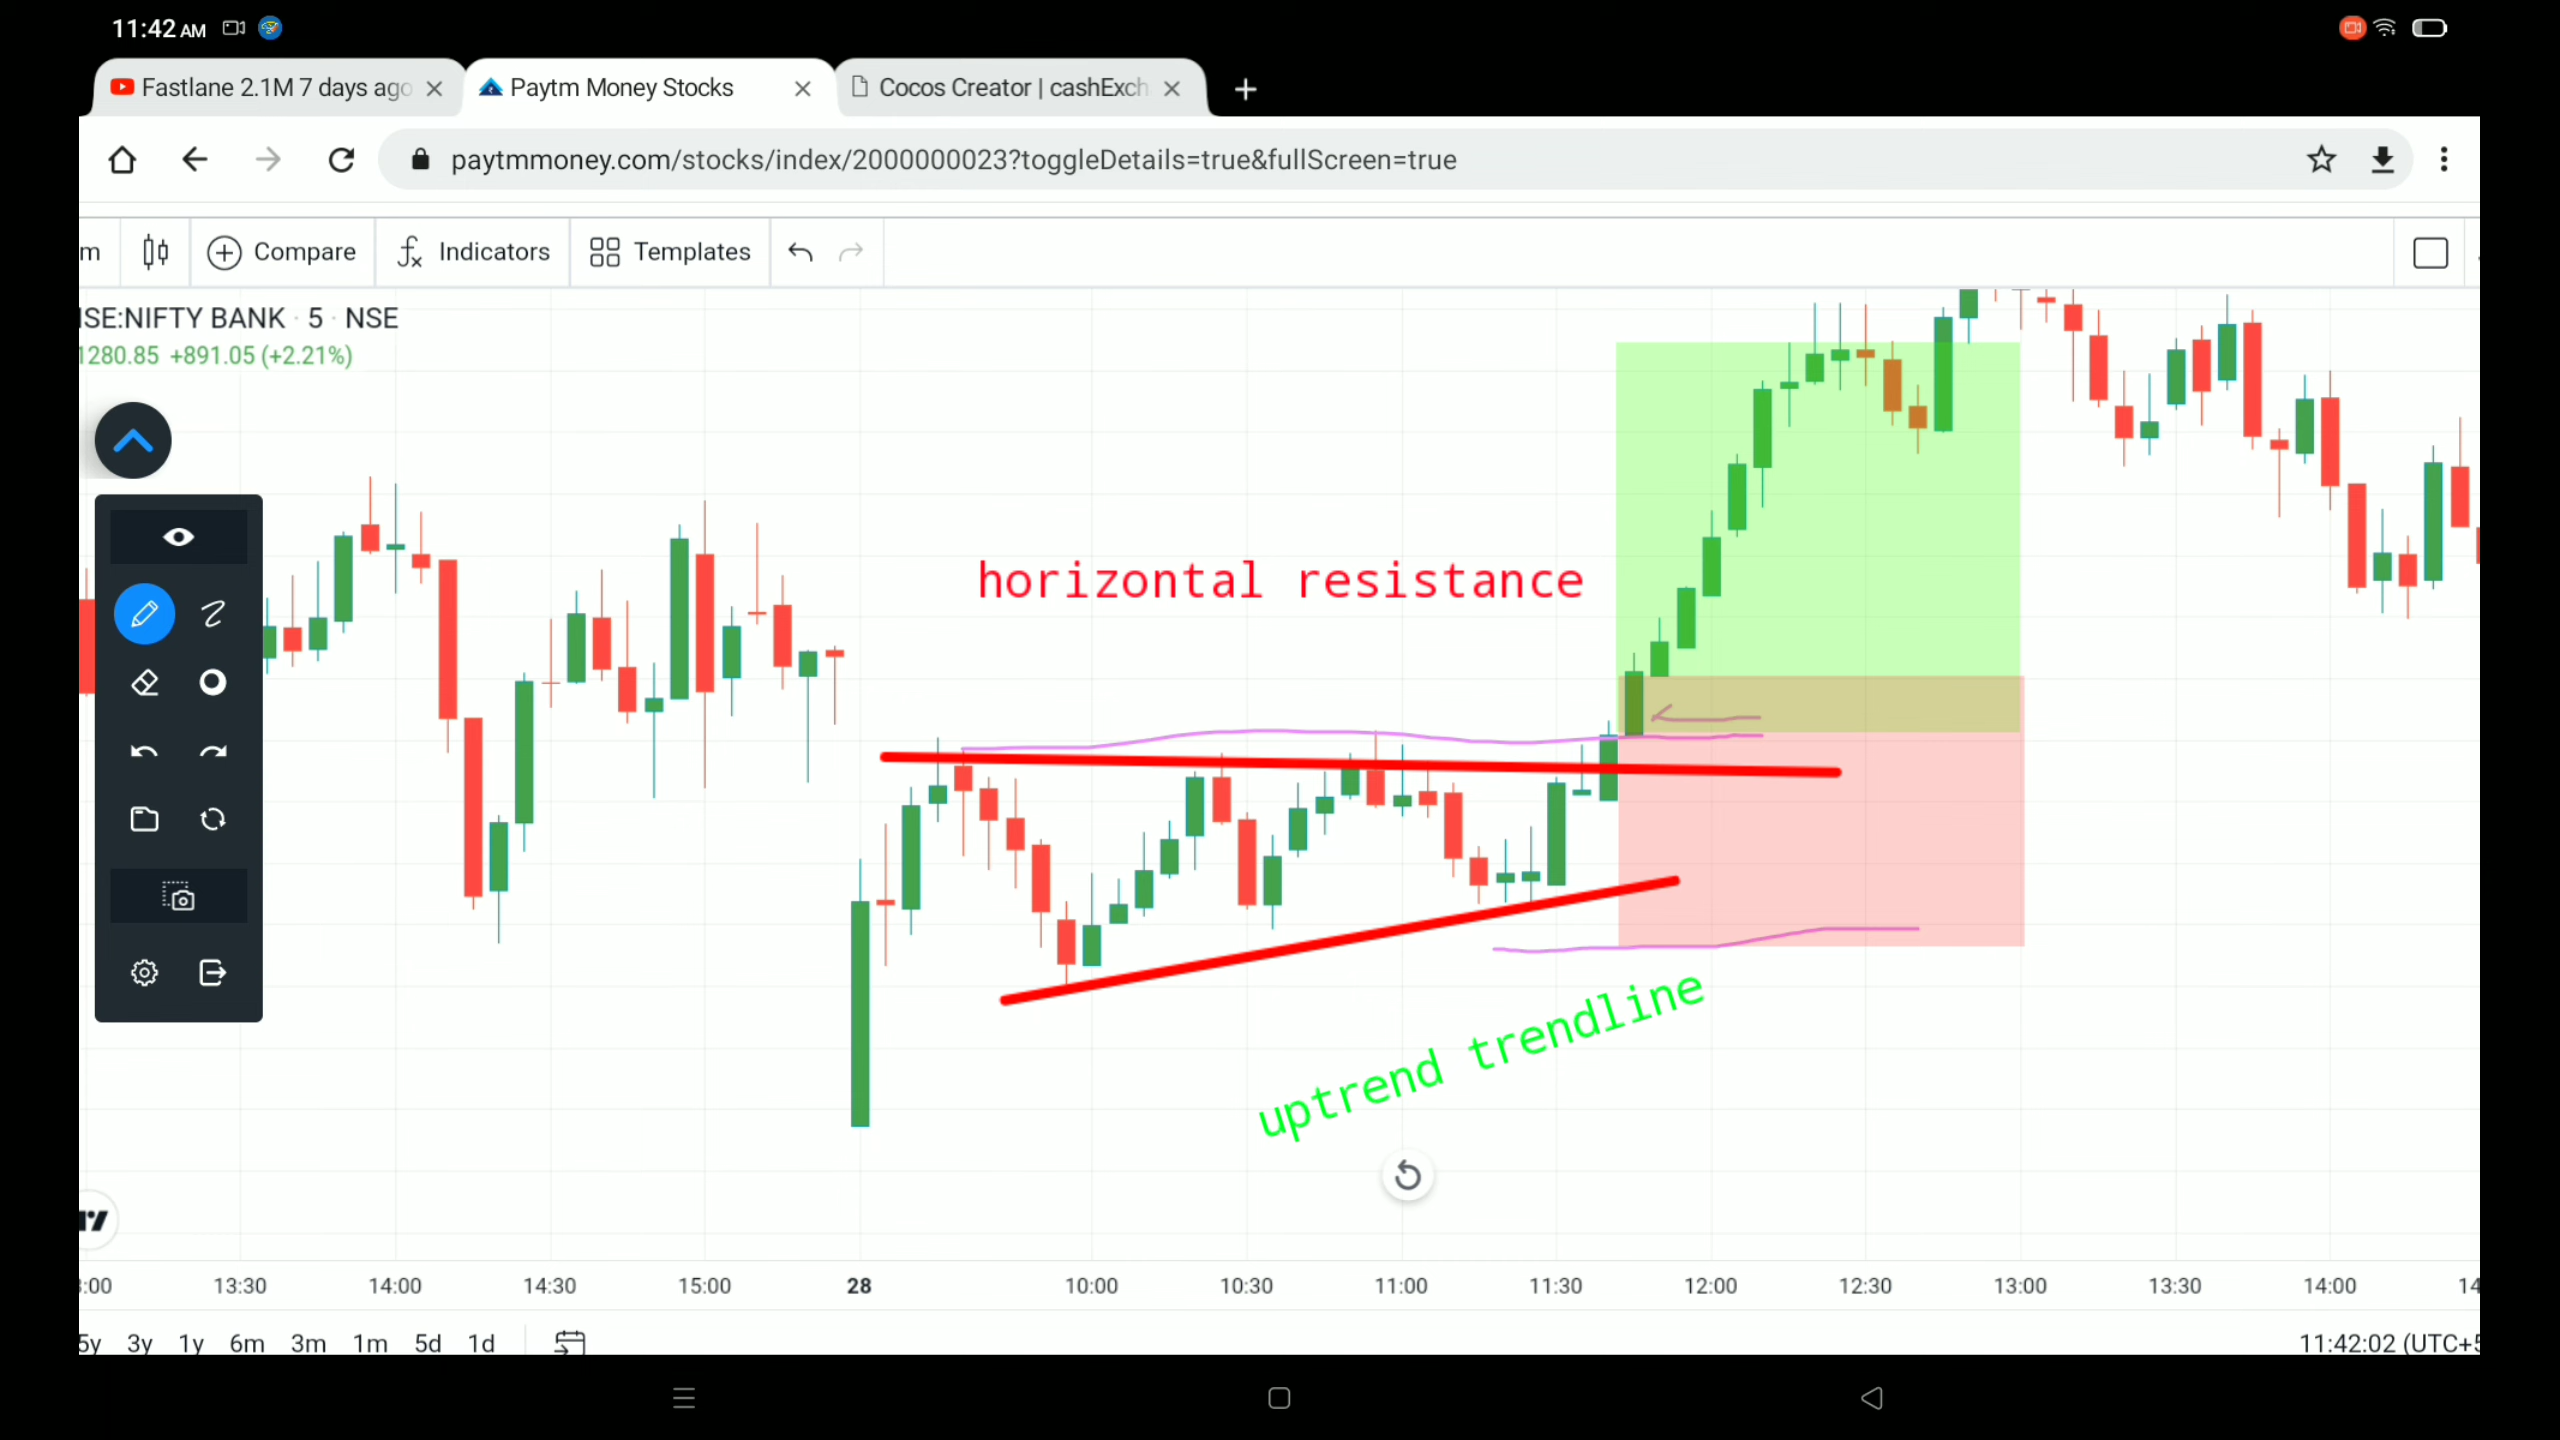 11:42 AM
Fastlane 2.1M 7 days ago
Paytm Money Stocks
Cocos Creator | cashExch
paytmmoney.com/stocks/index/2000000023?toggleDetails=true&fullScreen=true
m
Compare
Indicators
Templates
ISE:NIFTY BANK · 5 · NSE
1280.85 +891.05 (+2.21%)
horizontal resistance
uptrend trendline
:00 13:30 14:00 14:30 15:00 28 10:00 10:30 11:00 11:30 12:00 12:30 13:00 13:30 14:00 14
5y 3y 1y 6m 3m 1m 5d 1d
11:42:02 (UTC+5